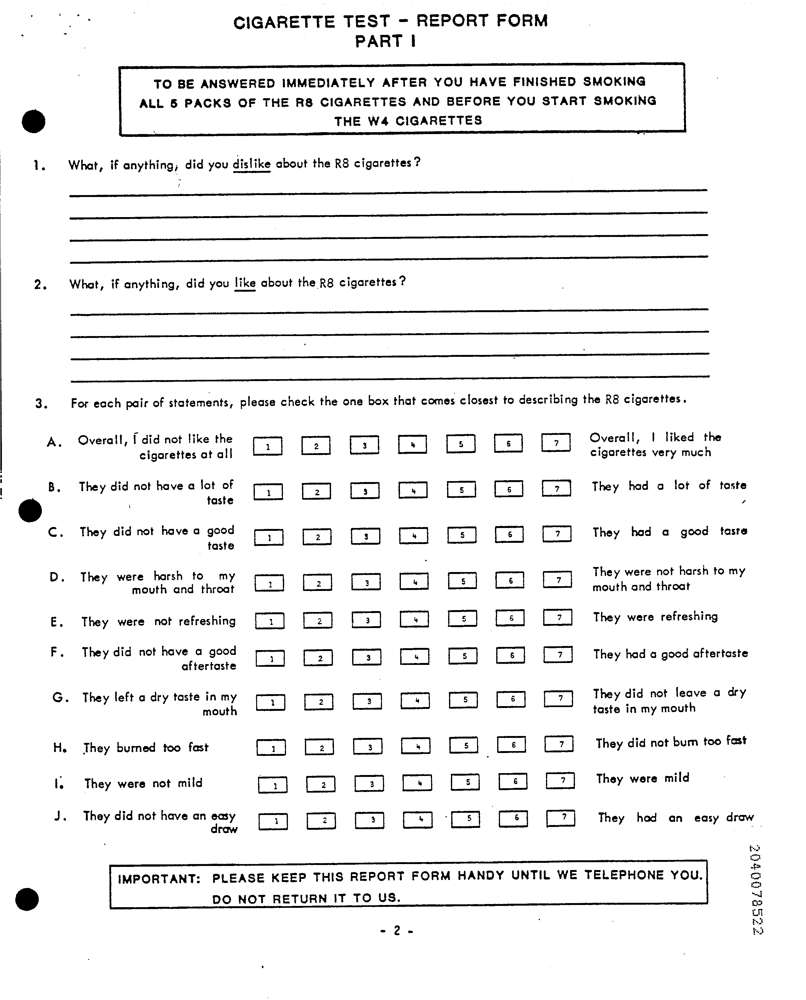 CIGARETTE TEST - REPORT FORM
PART I
TO BE ANSWERED IMMEDIATELY AFTER YOU HAVE FINISHED SMOKING
ALL 5 PACKS OF THE R8 CIGARETTES AND BEFORE YOU START SMOKING
THE W4 CIGARETTES
1. What, if anything, did you dislike about the R8 cigarettes?
2. What, if anything, did you like about the R8 cigarettes?
3. For each pair of statements, please check the one box that comes closest to describing the R8 cigarettes.
A. Overall, I did not like the cigarettes at all 1 2 3 4 5 6 7 Overall, I liked the cigarettes very much
B. They did not have a lot of taste 1 2 3 4 5 6 7 They had a lot of taste
C. They did not have a good taste 1 2 3 4 5 6 7 They had a good taste
D. They were harsh to my mouth and throat 1 2 3 4 5 6 7 They were not harsh to my mouth and throat
E. They were not refreshing 1 2 3 4 5 6 7 They were refreshing
F. They did not have a good aftertaste 1 2 3 4 5 6 7 They had a good aftertaste
G. They left a dry taste in my mouth 1 2 3 4 5 6 7 They did not leave a dry taste in my mouth
H. They burned too fast 1 2 3 4 5 6 7 They did not burn too fast
I. They were not mild 1 2 3 4 5 6 7 They were mild
J. They did not have an easy draw 1 2 3 4 5 6 7 They had an easy draw
IMPORTANT: PLEASE KEEP THIS REPORT FORM HANDY UNTIL WE TELEPHONE YOU.
DO NOT RETURN IT TO US.
- 2 -
2040078522